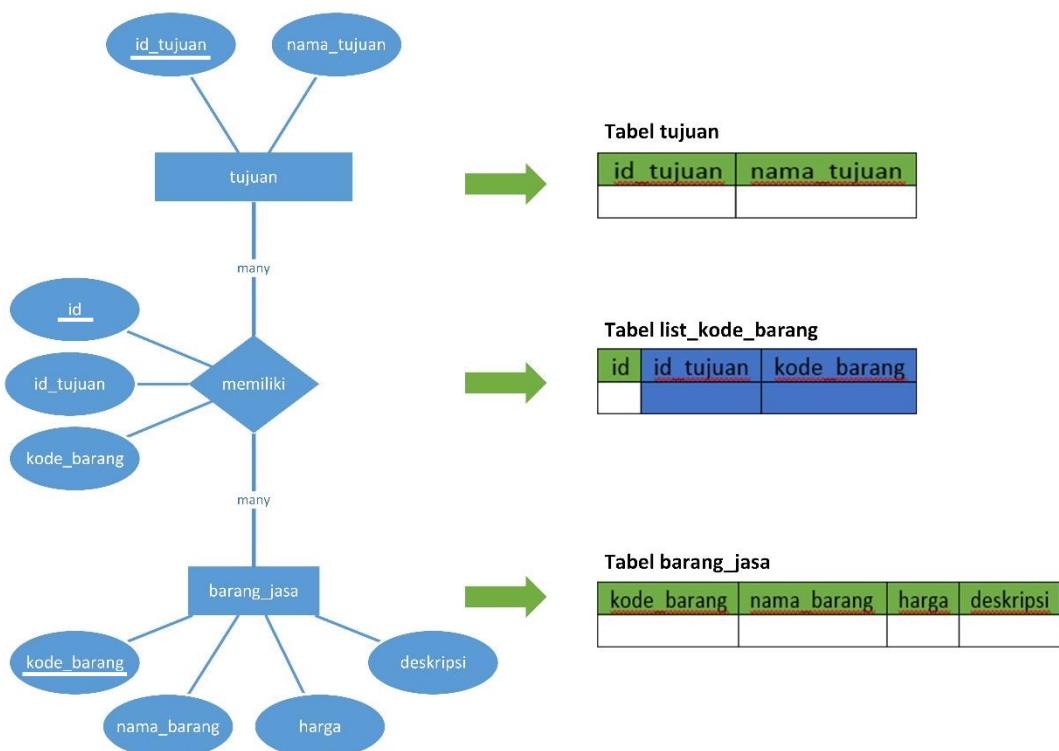 id_tujuan
nama_tujuan
tujuan
many
id
id_tujuan
kode_barang
memiliki
many
barang_jasa
kode_barang
nama_barang
harga
deskripsi
Tabel tujuan
id_tujuan nama_tujuan
Tabel list_kode_barang
id id_tujuan kode_barang
Tabel barang_jasa
kode_barang nama_barang harga deskripsi